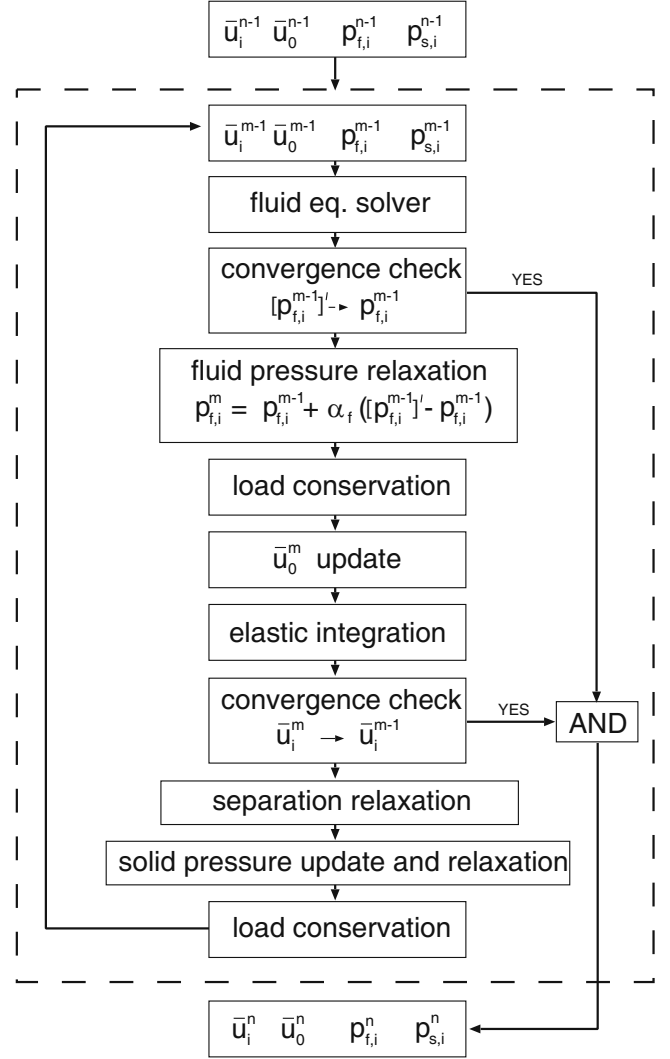 ū_i^{n-1} ū_0^{n-1} p_{f,i}^{n-1} p_{s,i}^{n-1}
ū_i^{m-1} ū_0^{m-1} p_{f,i}^{m-1} p_{s,i}^{m-1}
fluid eq. solver
convergence check
[p_{f,i}^{m-1}]' → p_{f,i}^{m-1}
YES
fluid pressure relaxation
p_{f,i}^m = p_{f,i}^{m-1} + α_f ([p_{f,i}^{m-1}]' - p_{f,i}^{m-1})
load conservation
ū_0^m update
elastic integration
convergence check
ū_i^m → ū_i^{m-1}
YES
AND
separation relaxation
solid pressure update and relaxation
load conservation
ū_i^n ū_0^n p_{f,i}^n p_{s,i}^n